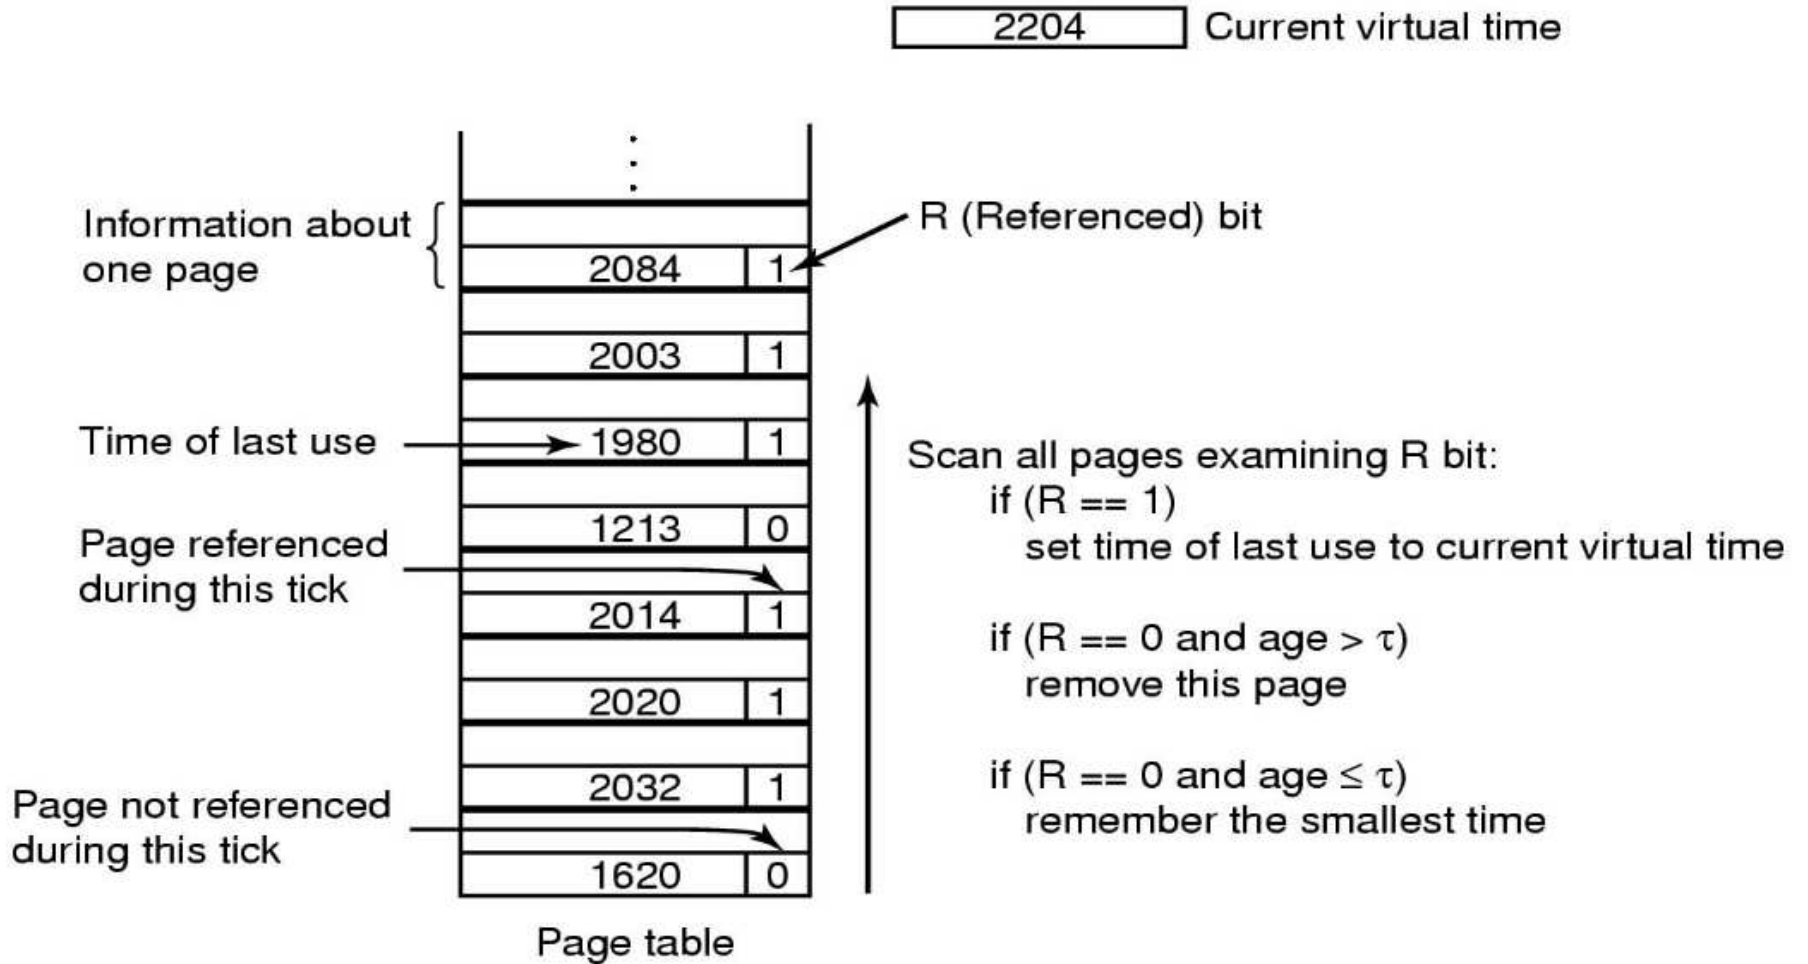 2204 Current virtual time
Information about
one page
R (Referenced) bit
2084 1
2003 1
Time of last use
1980 1
1213 0
Page referenced
during this tick
2014 1
2020 1
2032 1
Page not referenced
during this tick
1620 0
Page table
Scan all pages examining R bit:
if (R == 1)
set time of last use to current virtual time
if (R == 0 and age > τ)
remove this page
if (R == 0 and age ≤ τ)
remember the smallest time